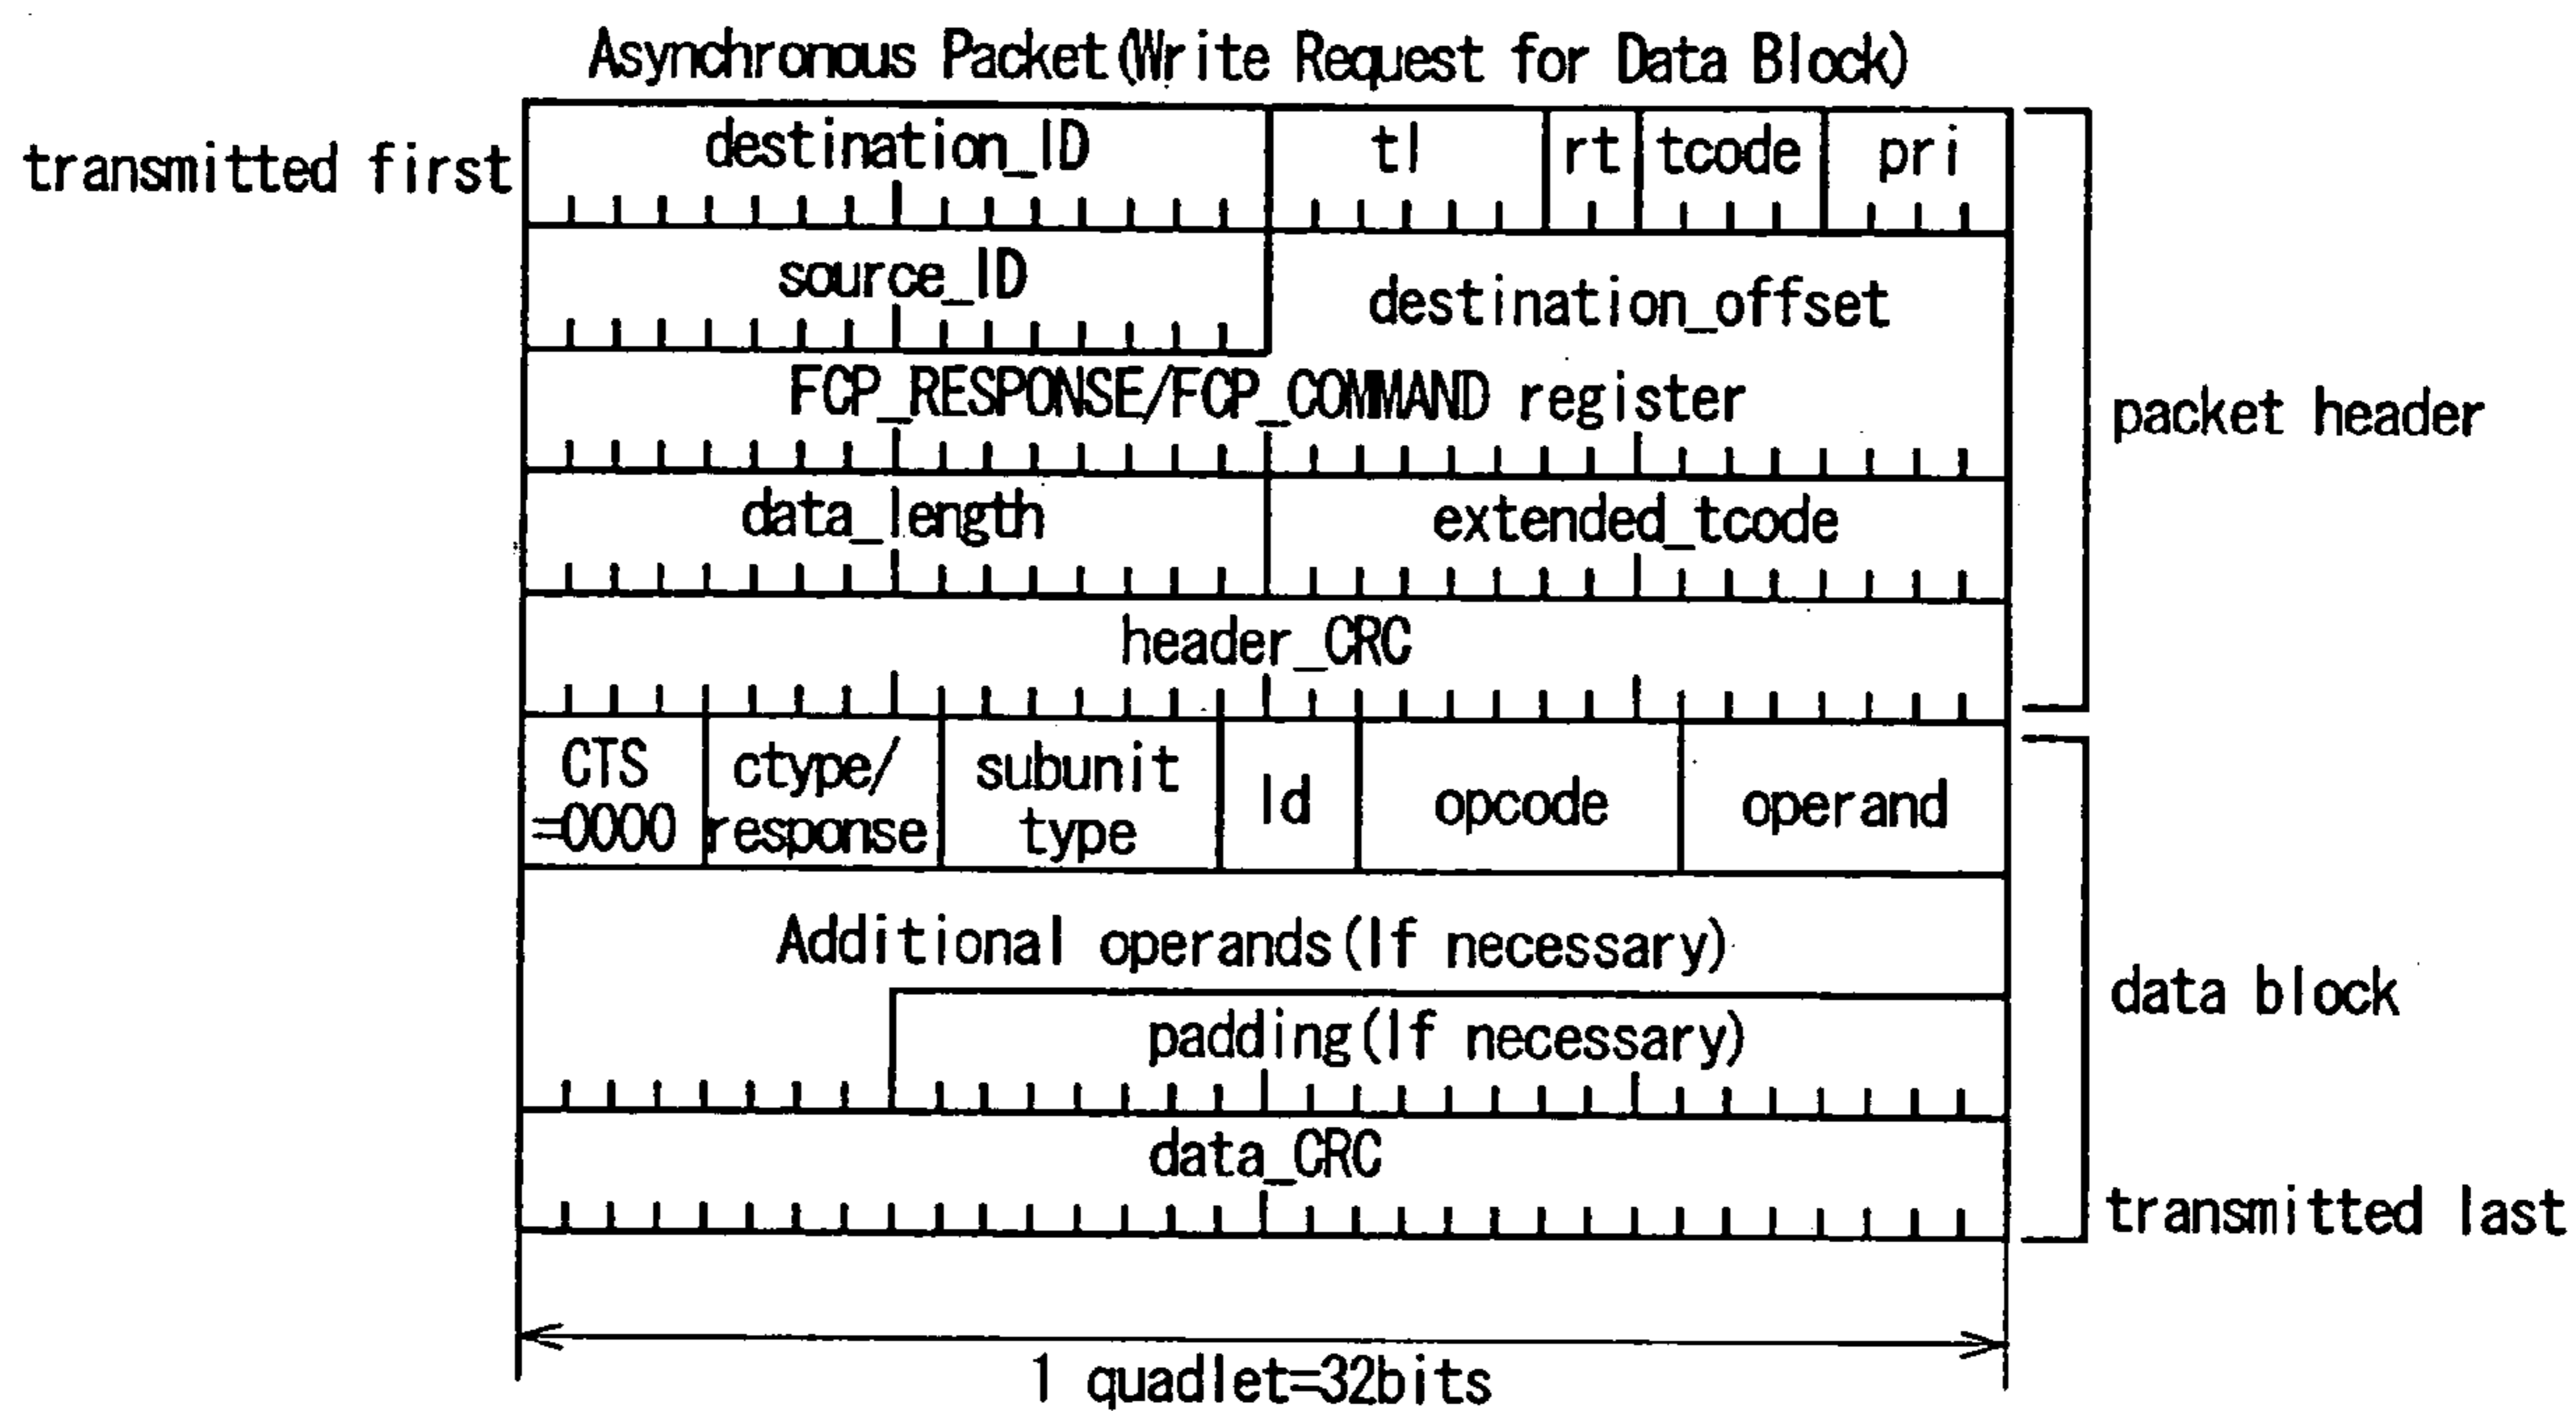 Asynchronous Packet(Write Request for Data Block)
transmitted first
destination_ID
tl
rt
tcode
pri
source_ID
destination_offset
FCP_RESPONSE/FCP_COMMAND register
packet header
data_length
extended_tcode
header_CRC
CTS
=0000
ctype/
response
subunit
type
Id
opcode
operand
Additional operands(If necessary)
data block
padding(If necessary)
data_CRC
transmitted last
1 quadlet=32bits